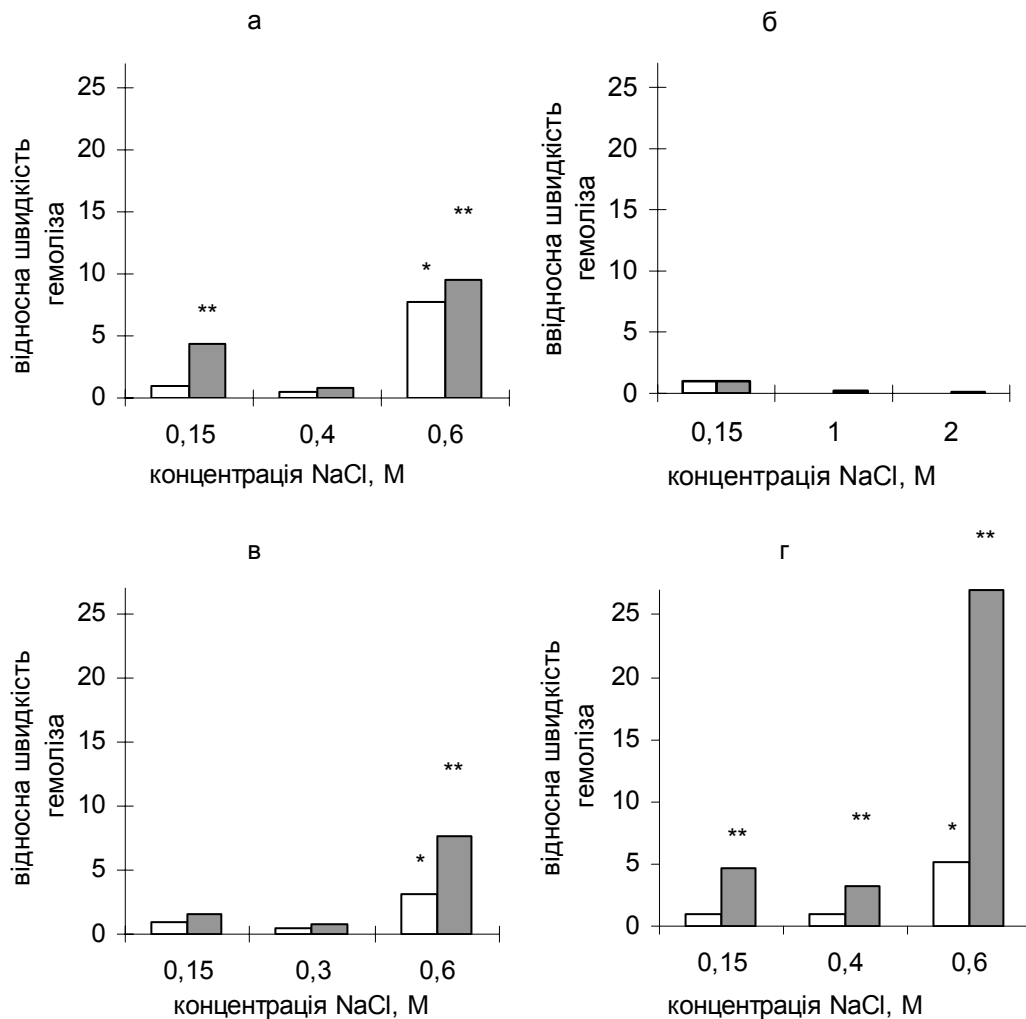 а
25
20
15
10
5
0
**
*
**
0,15
0,4
0,6
концентрація NaCl, М
відносна швидкість
гемоліза
б
25
20
15
10
5
0
0,15
1
2
концентрація NaCl, М
ввідносна швидкість
гемоліза
в
25
20
15
10
5
0
*
**
0,15
0,3
0,6
концентрація NaCl, М
відносна швидкість
гемоліза
г
25
20
15
10
5
0
**
**
*
**
0,15
0,4
0,6
концентрація NaCl, М
відносна швидкість
гемоліза